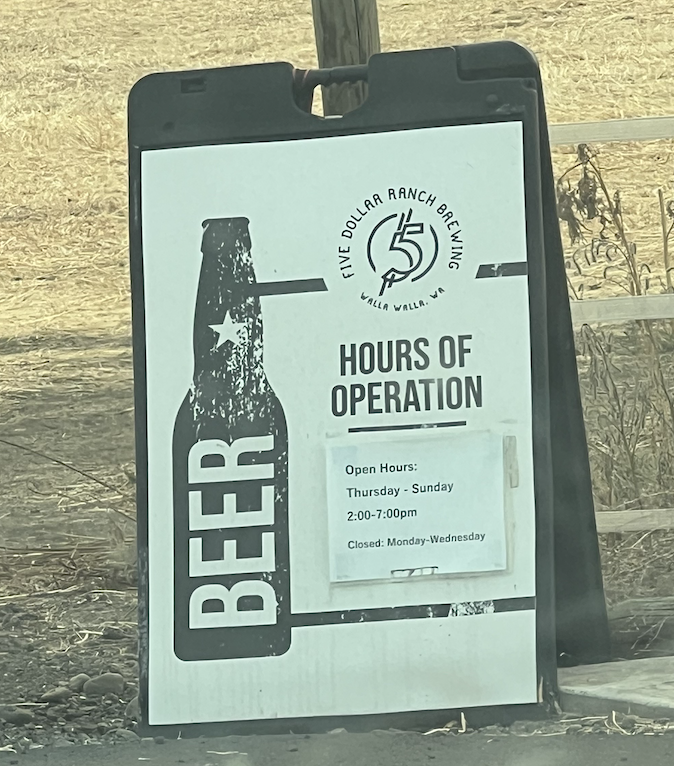 FIVE DOLLAR RANCH BREWING
5
WALLA WALLA, WA
BEER
HOURS OF
OPERATION
Open Hours:
Thursday - Sunday
2:00-7:00pm
Closed: Monday-Wednesday